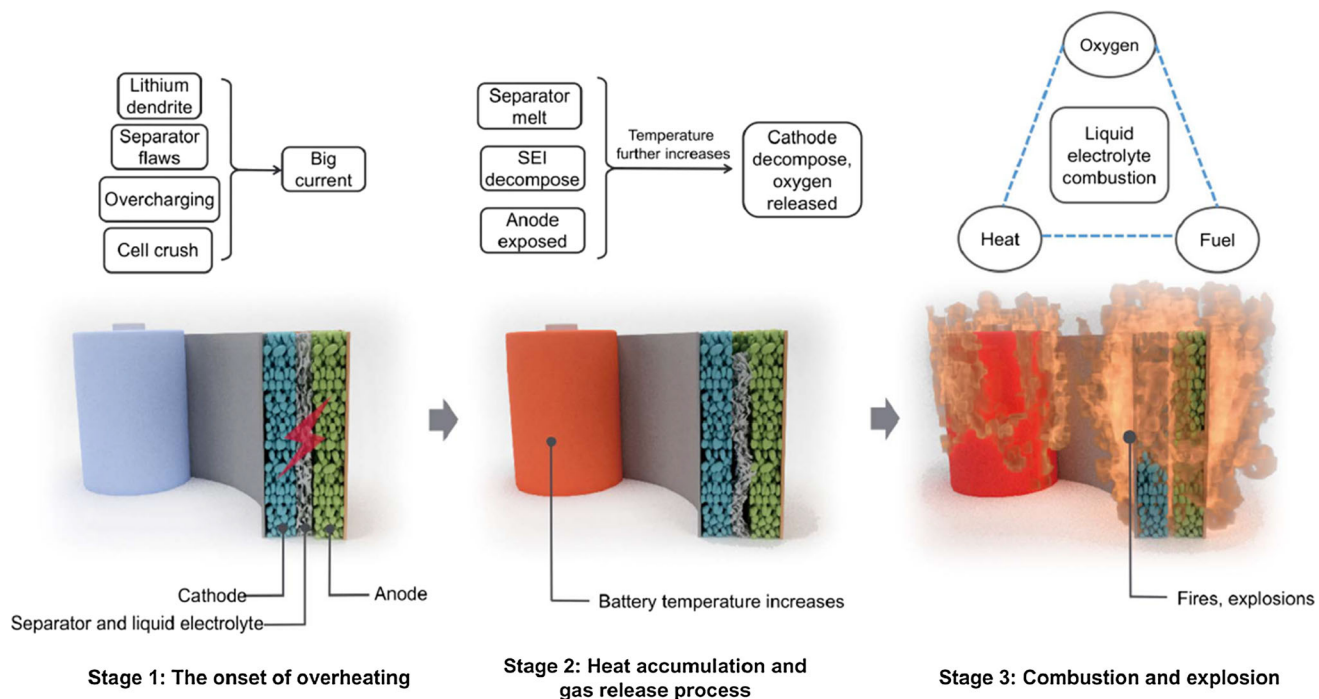 Lithium
dendrite
Separator
flaws
Overcharging
Cell crush
Big
current
Cathode
Separator and liquid electrolyte
Anode
Stage 1: The onset of overheating
Separator
melt
SEI
decompose
Anode
exposed
Temperature
further increases
Cathode
decompose,
oxygen
released
Battery temperature increases
Stage 2: Heat accumulation and
gas release process
Oxygen
Liquid
electrolyte
combustion
Heat
Fuel
Fires, explosions
Stage 3: Combustion and explosion